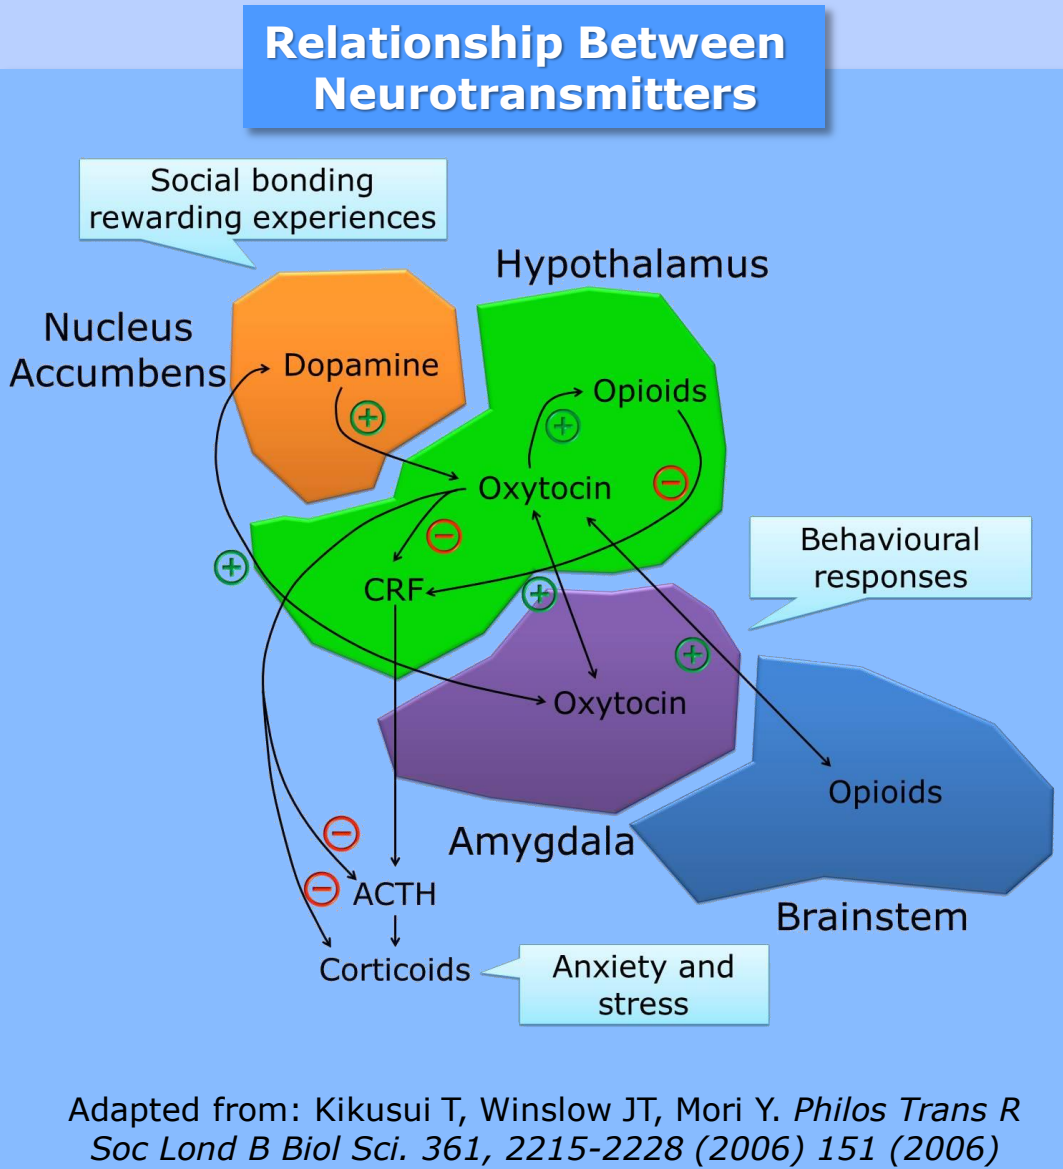 Relationship Between
Neurotransmitters
Social bonding
rewarding experiences
Hypothalamus
Nucleus
Accumbens
Dopamine
Opioids
Oxytocin
CRF
Behavioural
responses
Oxytocin
Opioids
Amygdala
ACTH
Brainstem
Corticoids
Anxiety and
stress
Adapted from: Kikusui T, Winslow JT, Mori Y. Philos Trans R
Soc Lond B Biol Sci. 361, 2215-2228 (2006) 151 (2006)